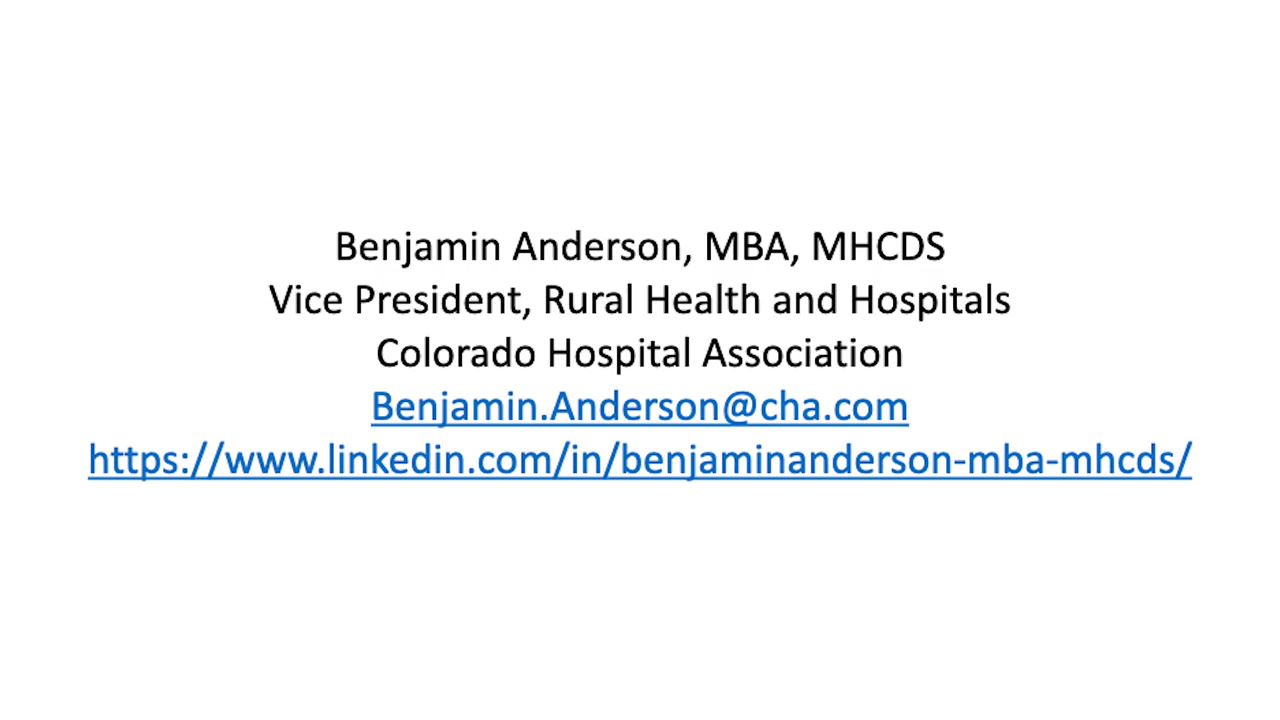 Benjamin Anderson, MBA, MHCDS
Vice President, Rural Health and Hospitals
Colorado Hospital Association
Benjamin.Anderson@cha.com
https://www.linkedin.com/in/benjaminanderson-mba-mhcds/